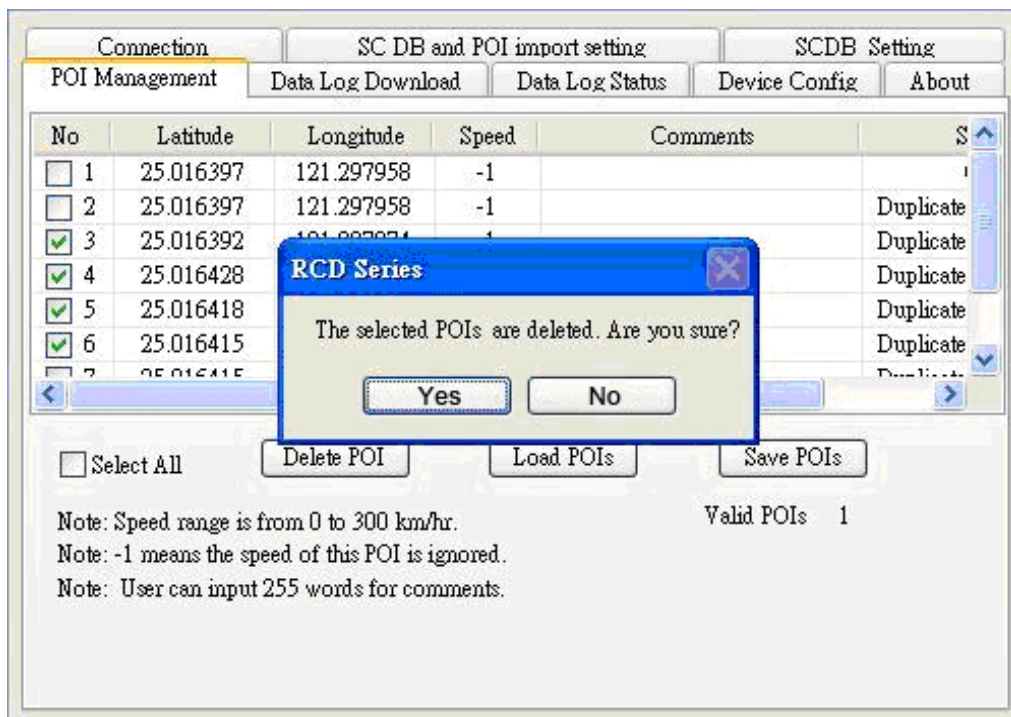 Connection SC DB and POI import setting SCDB Setting
POI Management Data Log Download Data Log Status Device Config About
No Latitude Longitude Speed Comments S
1 25.016397 121.297958 -1
2 25.016397 121.297958 -1 Duplicate
3 25.016392 Duplicate
4 25.016428 Duplicate
5 25.016418 Duplicate
6 25.016415 Duplicate
RCD Series
The selected POIs are deleted. Are you sure?
Yes No
Select All Delete POI Load POIs Save POIs
Note: Speed range is from 0 to 300 km/hr. Valid POIs 1
Note: -1 means the speed of this POI is ignored.
Note: User can input 255 words for comments.